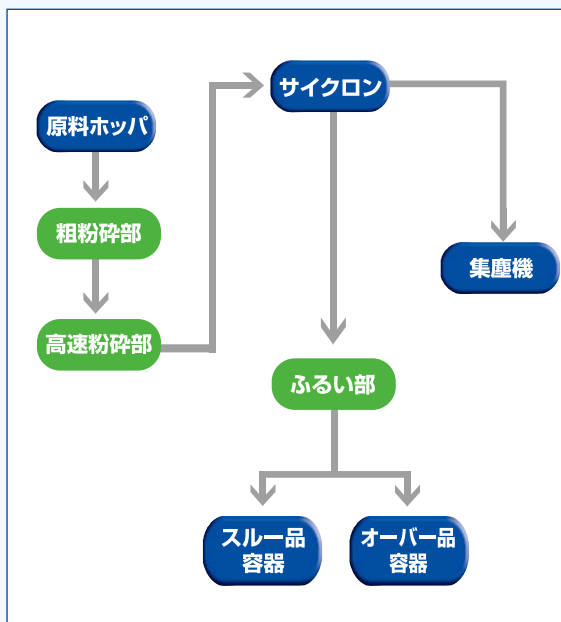 原料ホッパ
粗粉砕部
高速粉砕部
サイクロン
集塵機
ふるい部
スルー品
容器
オーバー品
容器